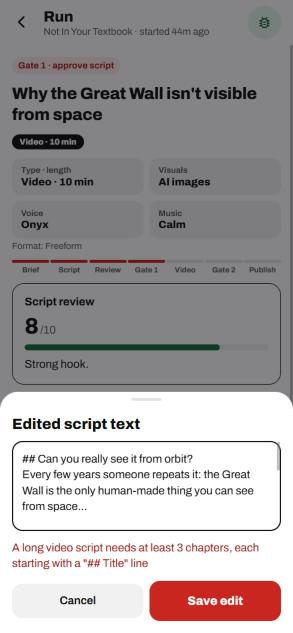 Run
Not In Your Textbook · started 44m ago
Gate 1 · approve script
Why the Great Wall isn't visible
from space
Video · 10 min
Type · length
Video · 10 min
Visuals
AI images
Voice
Onyx
Music
Calm
Format: Freeform
Brief
Script
Review
Gate 1
Video
Gate 2
Publish
Script review
8/10
Strong hook.
Edited script text
## Can you really see it from orbit?
Every few years someone repeats it: the Great
Wall is the only human-made thing you can see
from space...
A long video script needs at least 3 chapters, each
starting with a "## Title" line
Cancel
Save edit